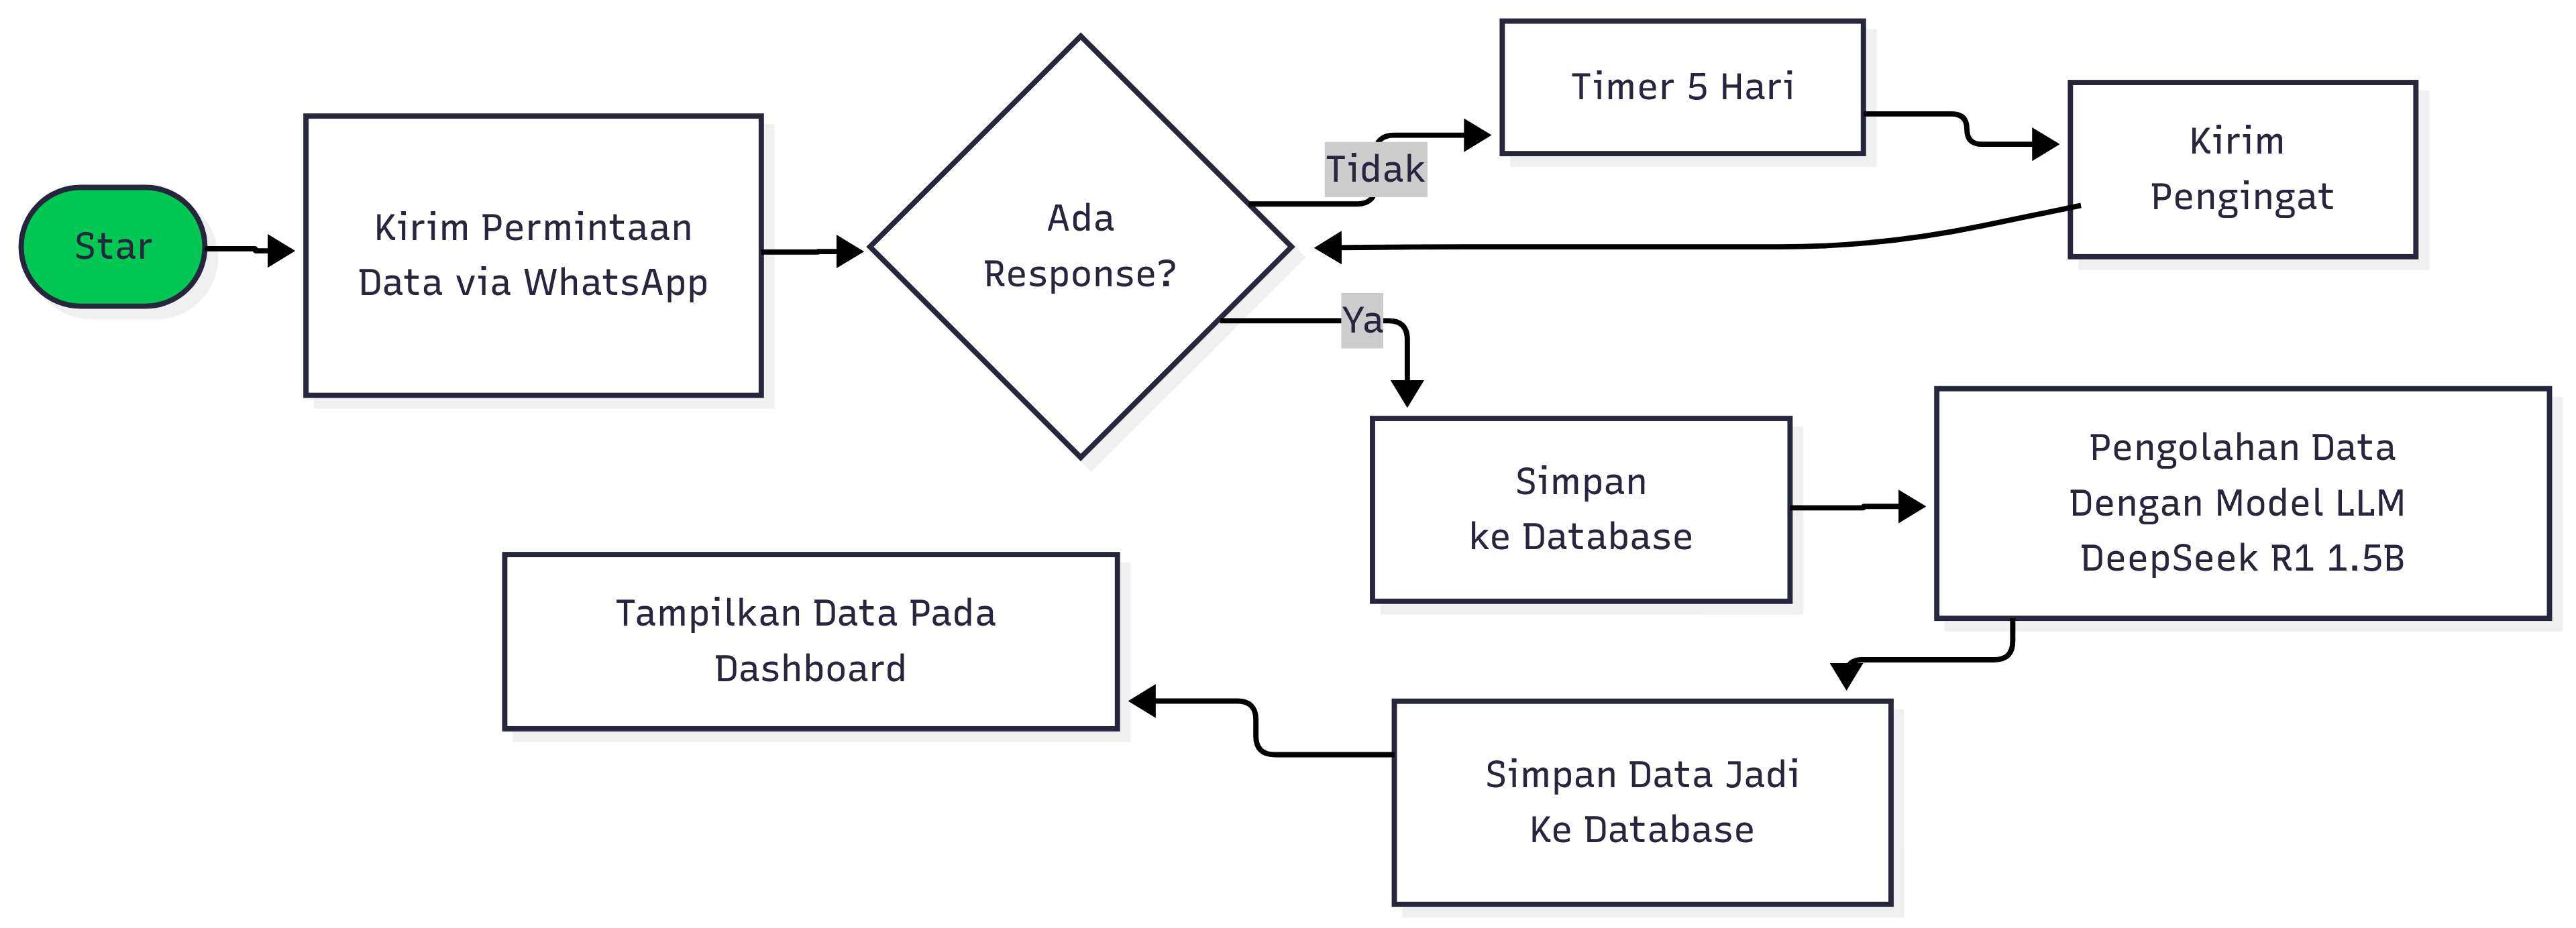 Star
Kirim Permintaan
Data via WhatsApp
Ada
Response?
Tidak
Timer 5 Hari
Kirim
Pengingat
Ya
Simpan
ke Database
Pengolahan Data
Dengan Model LLM
DeepSeek R1 1.5B
Simpan Data Jadi
Ke Database
Tampilkan Data Pada
Dashboard